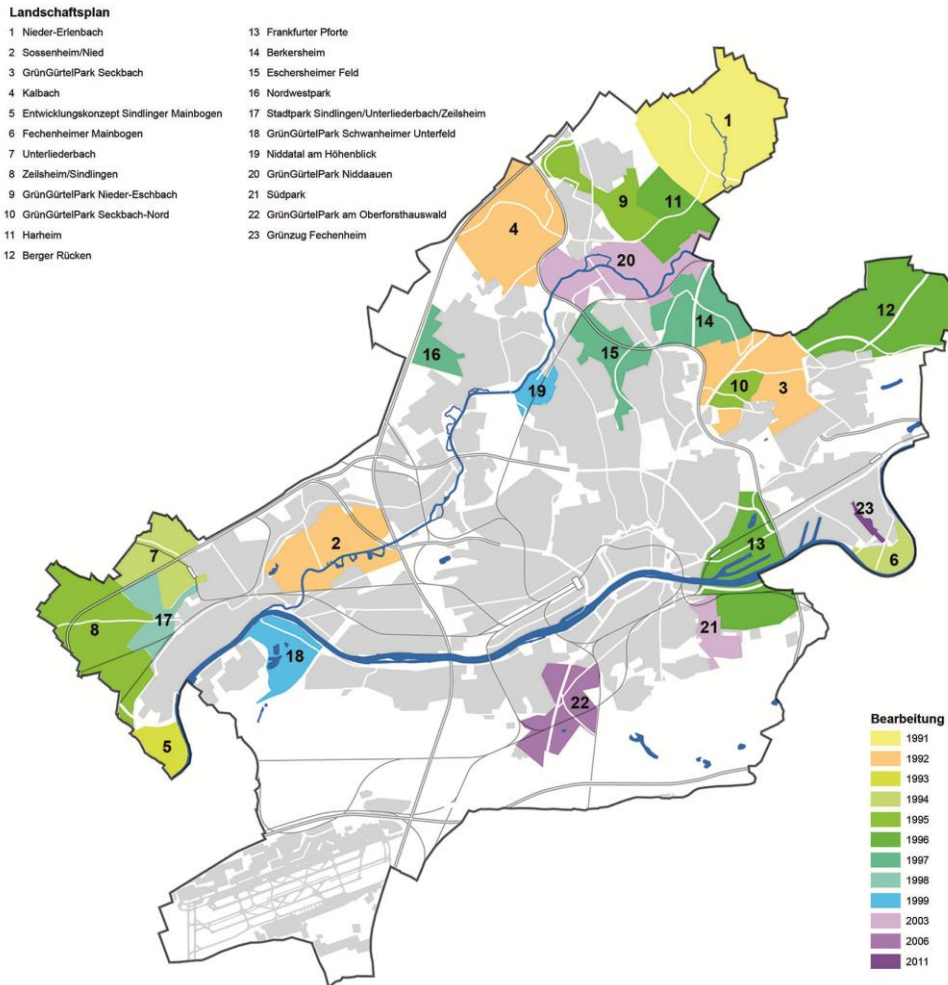 Landschaftsplan
1 Nieder-Erlenbach
2 Sossenheim/Nied
3 GrünGürtelPark Seckbach
4 Kalbach
5 Entwicklungskonzept Sindlinger Mainbogen
6 Fechenheimer Mainbogen
7 Unterliederbach
8 Zeilsheim/Sindlingen
9 GrünGürtelPark Nieder-Eschbach
10 GrünGürtelPark Seckbach-Nord
11 Harheim
12 Berger Rücken
13 Frankfurter Pforte
14 Berkersheim
15 Eschersheimer Feld
16 Nordwestpark
17 Stadtpark Sindlingen/Unterliederbach/Zeilsheim
18 GrünGürtelPark Schwanheimer Unterfeld
19 Niddatal am Höhenblick
20 GrünGürtelPark Niddaauen
21 Südpark
22 GrünGürtelPark am Oberforsthauswald
23 Grünzug Fechenheim
1
9
11
4
20
12
14
16
15
19
10
3
23
2
13
6
7
17
8
21
18
22
5
Bearbeitung
1991
1992
1993
1994
1995
1996
1997
1998
1999
2003
2006
2011